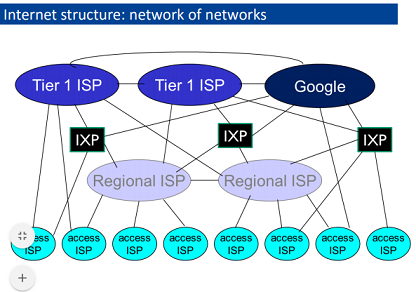 Internet structure: network of networks
Tier 1 ISP
Tier 1 ISP
Google
IXP
IXP
IXP
Regional ISP
Regional ISP
ISP
access
ISP
access
ISP
access
ISP
access
ISP
access
ISP
access
ISP
access
ISP